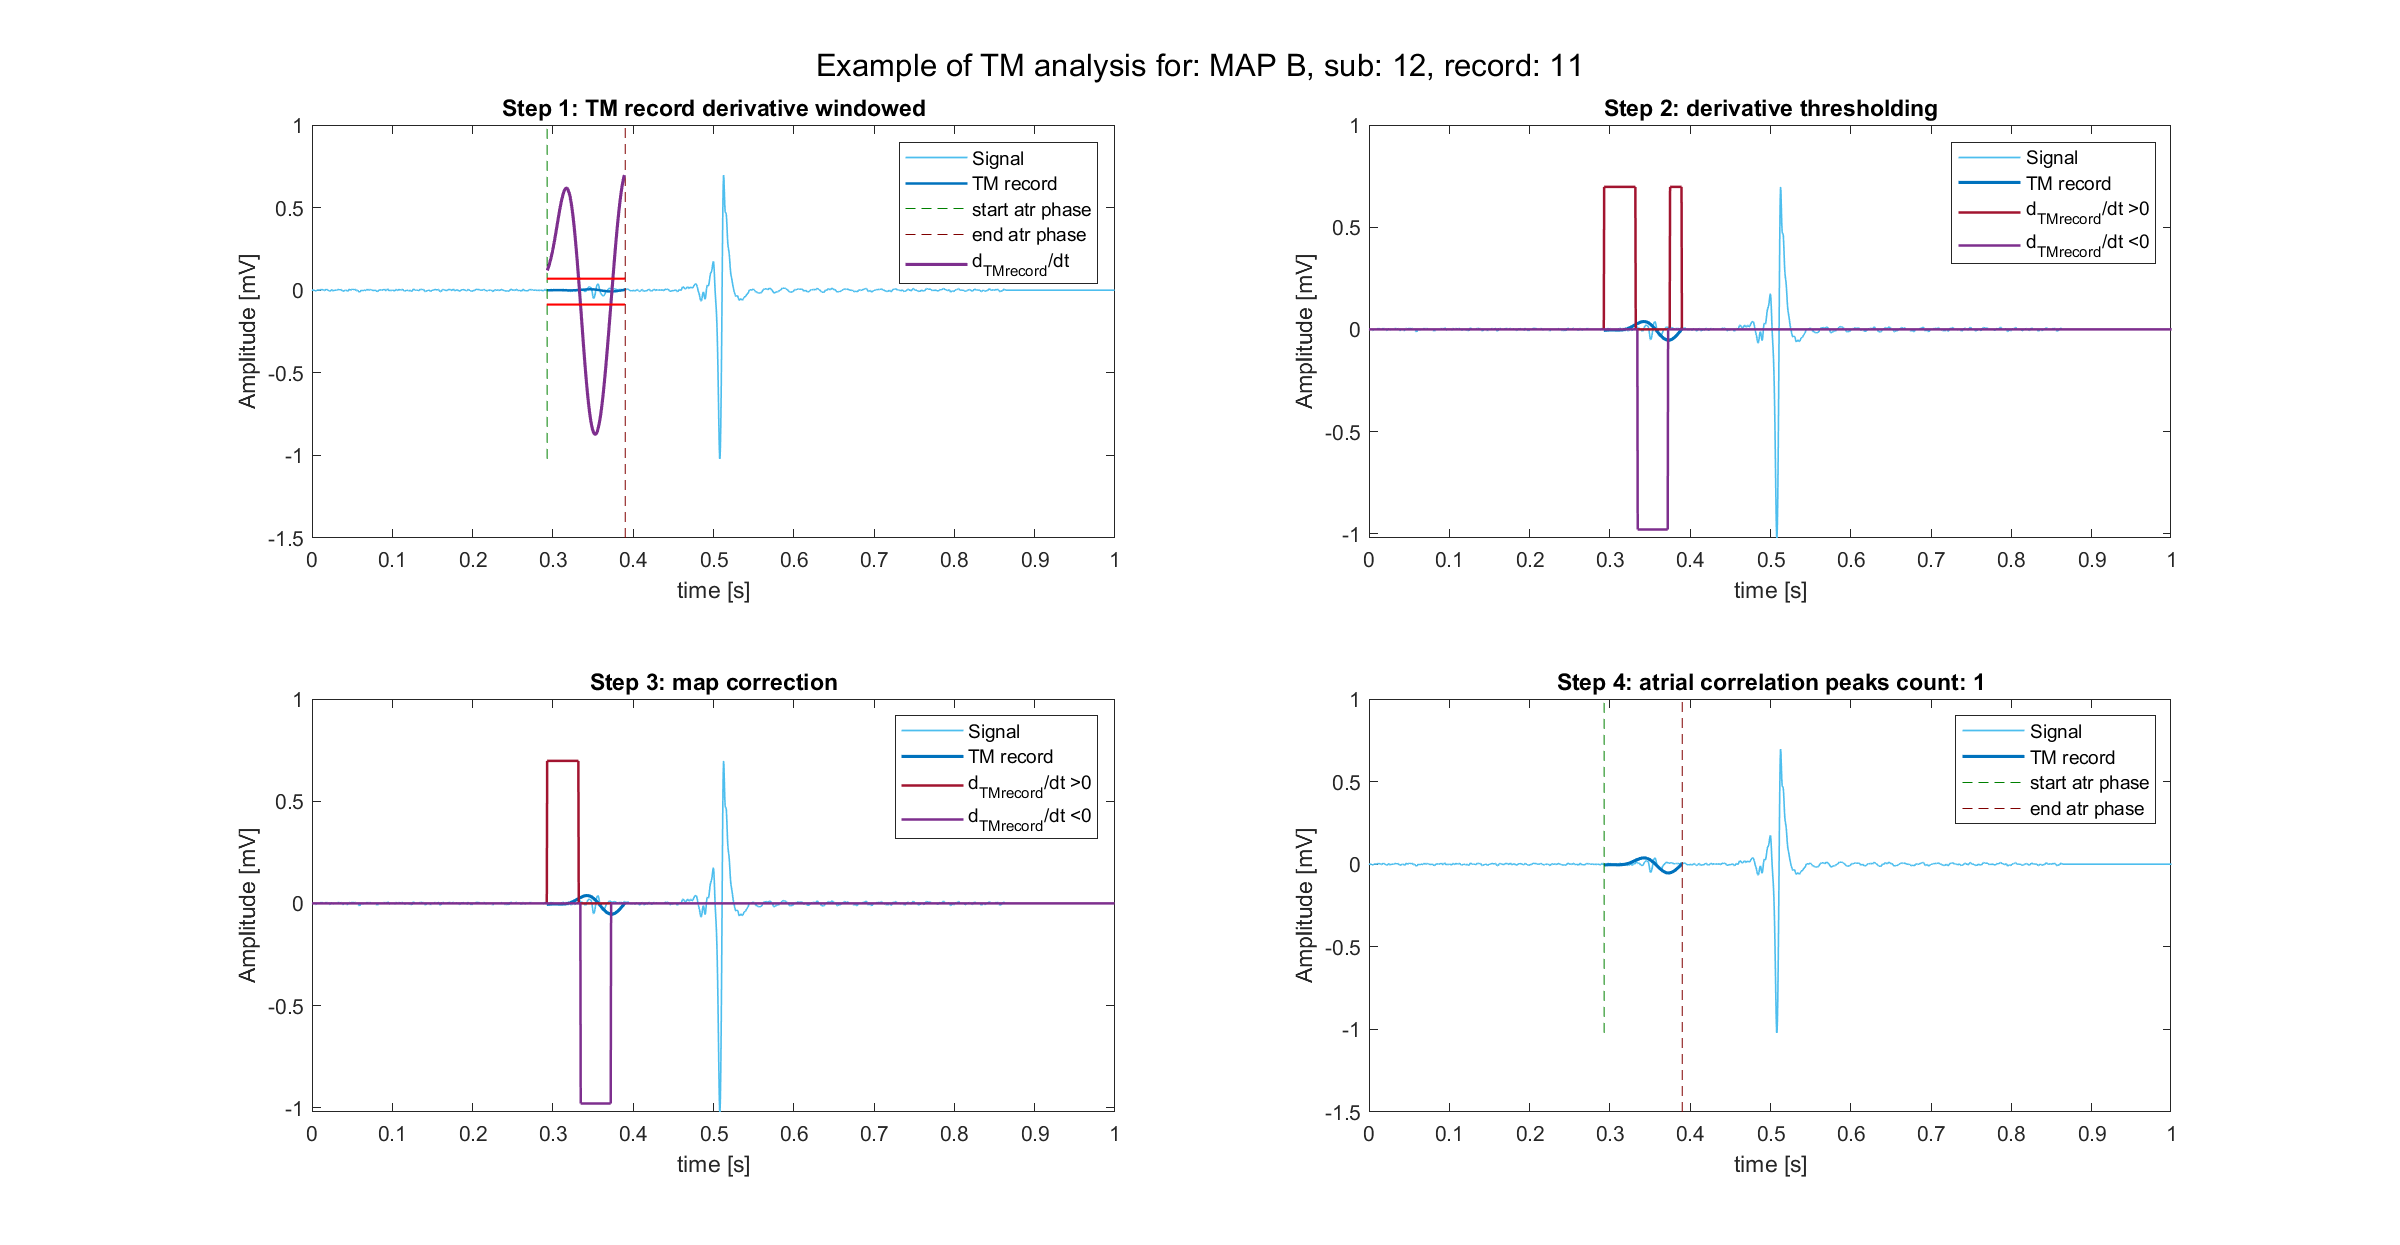 Example of TM analysis for: MAP B, sub: 12, record: 11
Step 1: TM record derivative windowed
Amplitude [mV]
1
0.5
0
-0.5
-1
-1.5
0 0.1 0.2 0.3 0.4 0.5 0.6 0.7 0.8 0.9 1
time [s]
Signal
TM record
start atr phase
end atr phase
dTMrecord/dt
Step 2: derivative thresholding
Amplitude [mV]
1
0.5
0
-0.5
-1
0 0.1 0.2 0.3 0.4 0.5 0.6 0.7 0.8 0.9 1
time [s]
Signal
TM record
dTMrecord/dt >0
dTMrecord/dt <0
Step 3: map correction
Amplitude [mV]
1
0.5
0
-0.5
-1
0 0.1 0.2 0.3 0.4 0.5 0.6 0.7 0.8 0.9 1
time [s]
Signal
TM record
dTMrecord/dt >0
dTMrecord/dt <0
Step 4: atrial correlation peaks count: 1
Amplitude [mV]
1
0.5
0
-0.5
-1
-1.5
0 0.1 0.2 0.3 0.4 0.5 0.6 0.7 0.8 0.9 1
time [s]
Signal
TM record
start atr phase
end atr phase